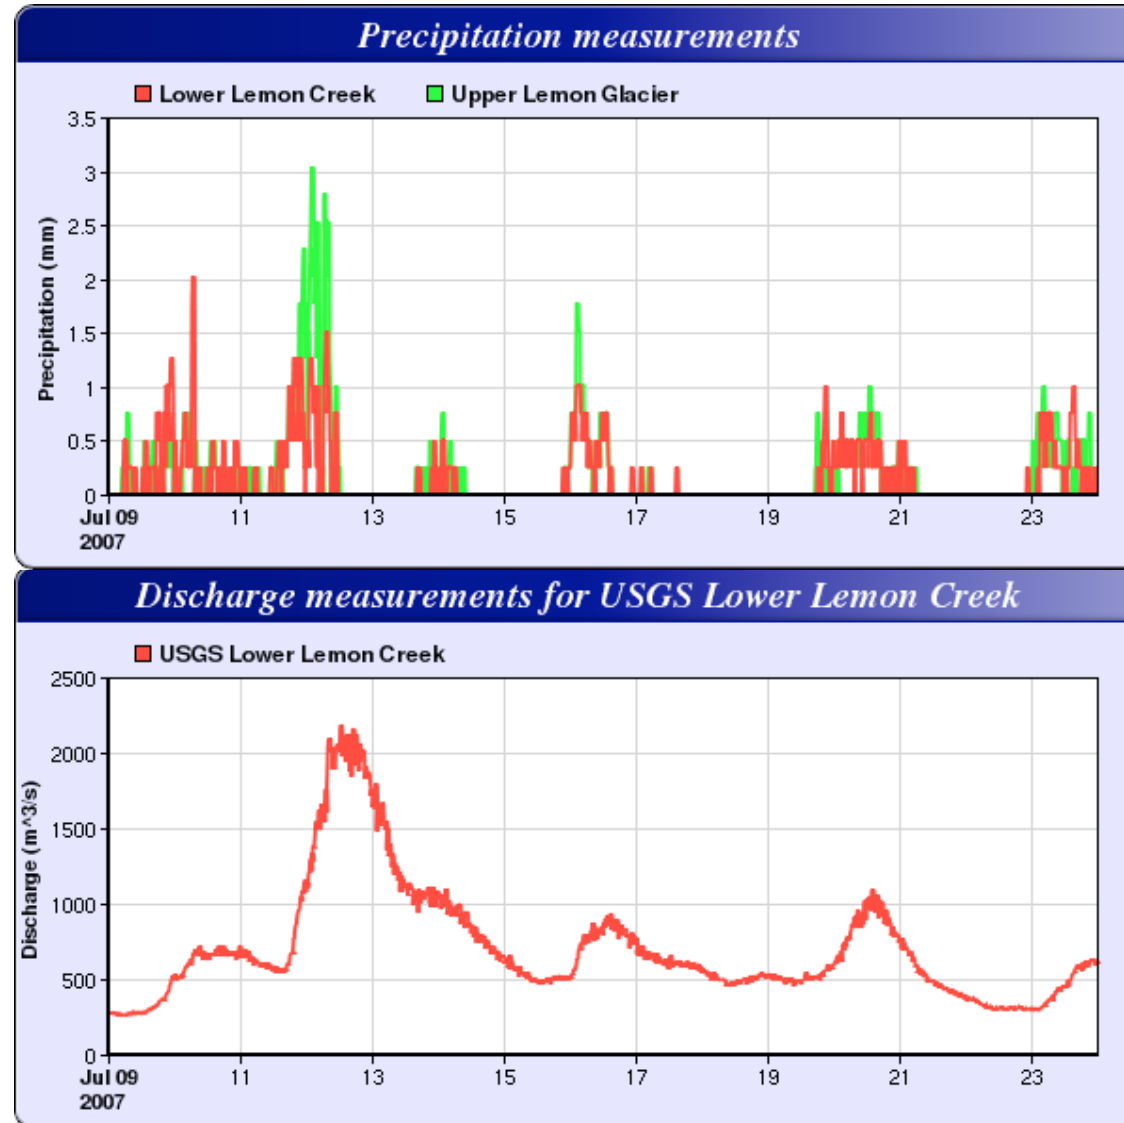 Precipitation measurements
Lower Lemon Creek Upper Lemon Glacier
Precipitation (mm)
3.5
3
2.5
2
1.5
1
0.5
0
Jul 09 11 13 15 17 19 21 23
2007
Discharge measurements for USGS Lower Lemon Creek
USGS Lower Lemon Creek
Discharge (m^3/s)
2500
2000
1500
1000
500
0
Jul 09 11 13 15 17 19 21 23
2007